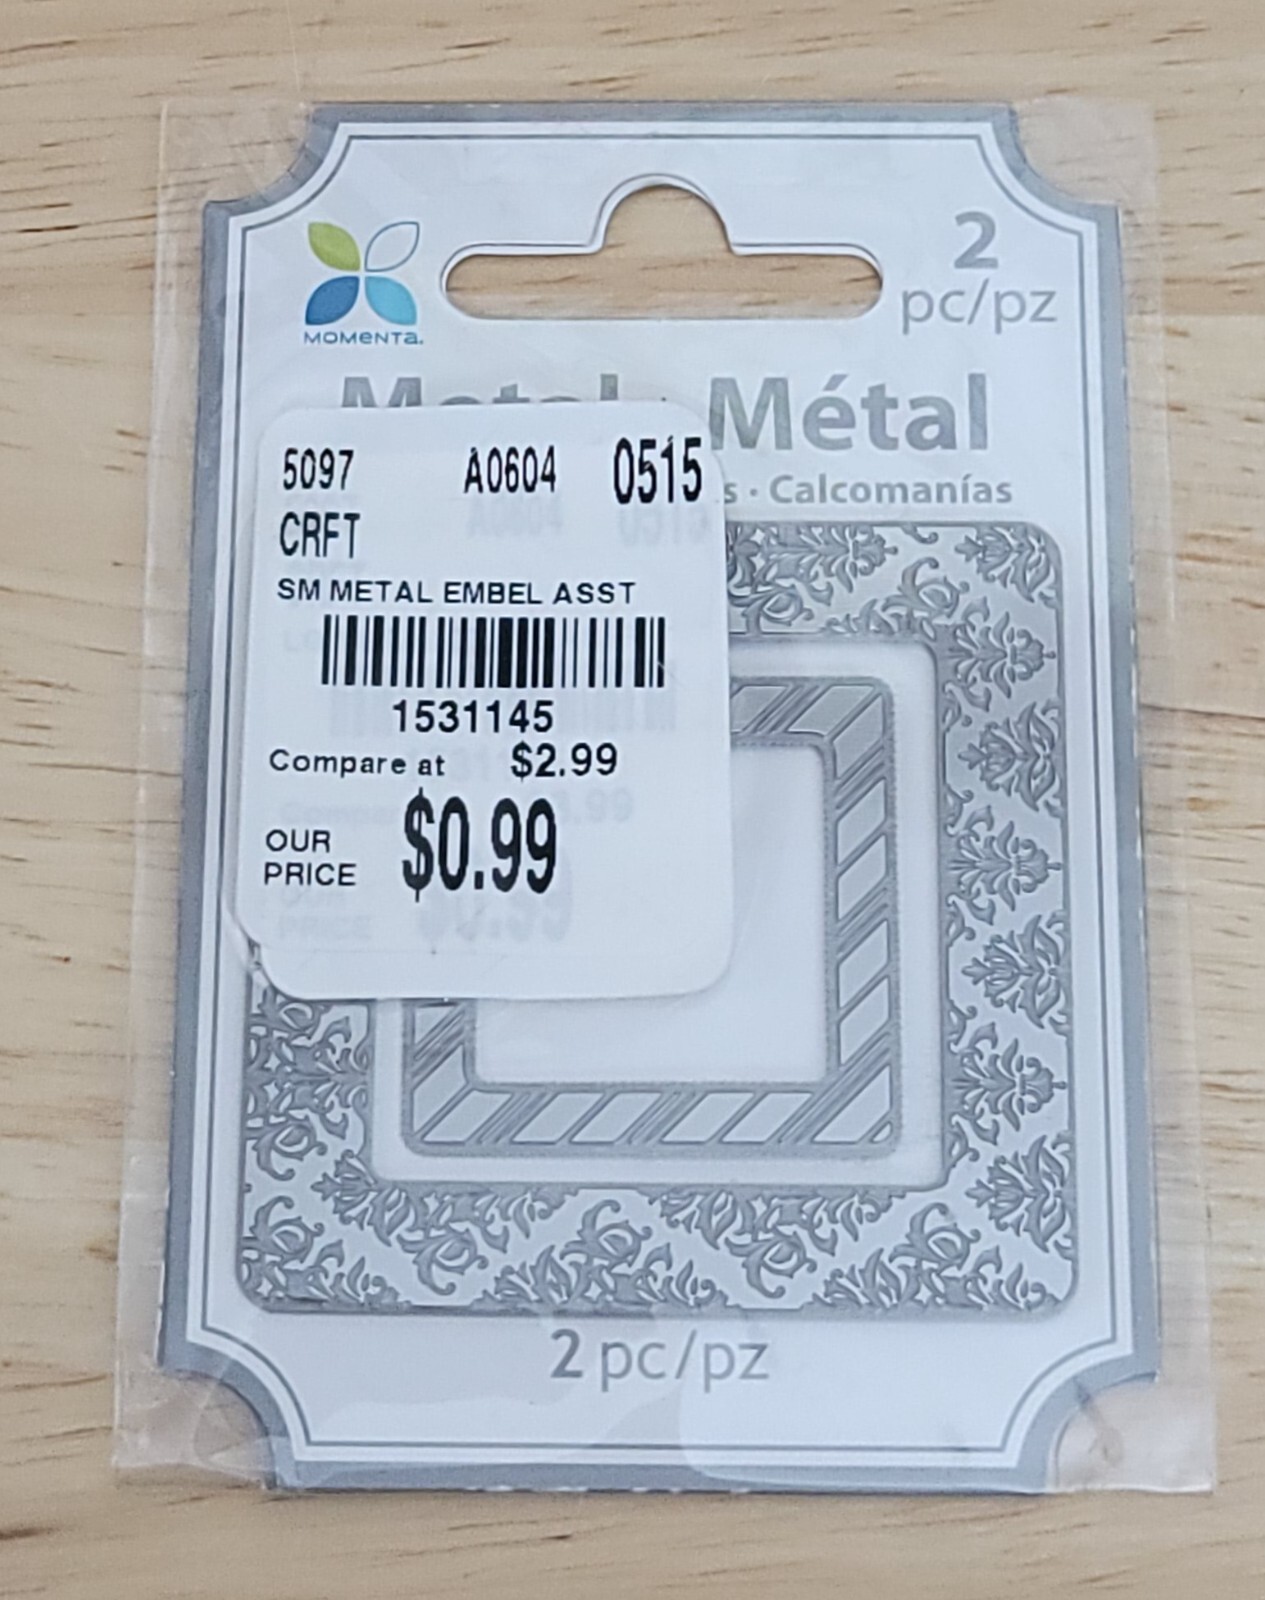 2
pc/pz
MOMENTa.
Metal · Métal
s · Calcomanías
5097 A0604 0515
CRFT
SM METAL EMBEL ASST
1531145
Compare at $2.99
OUR
PRICE $0.99
2 pc/pz